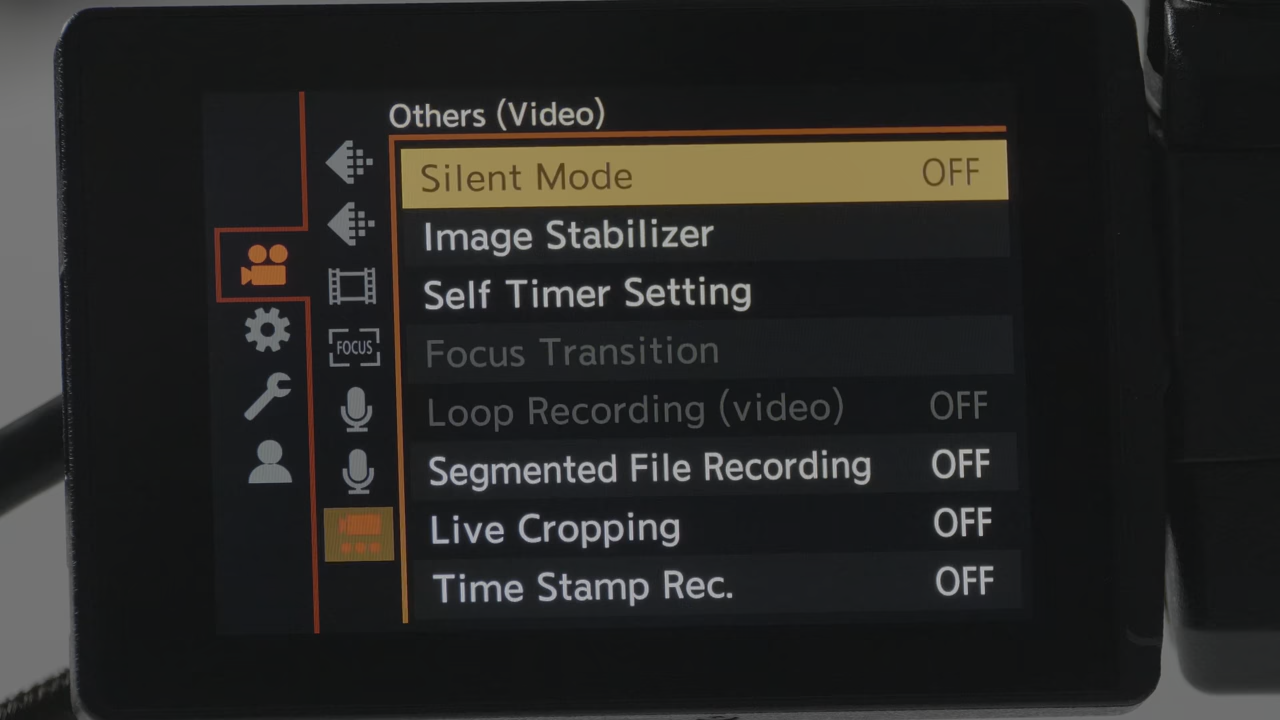 Others (Video)
Silent Mode OFF
Image Stabilizer
Self Timer Setting
FOCUS
Focus Transition
Loop Recording (video) OFF
Segmented File Recording OFF
Live Cropping OFF
Time Stamp Rec. OFF